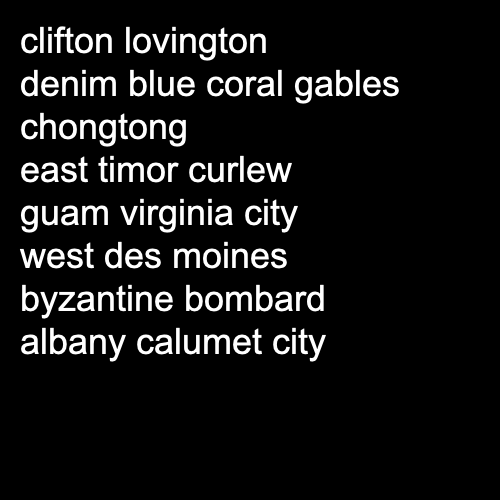 clifton lovington
denim blue coral gables
chongtong
east timor curlew
guam virginia city
west des moines
byzantine bombard
albany calumet city